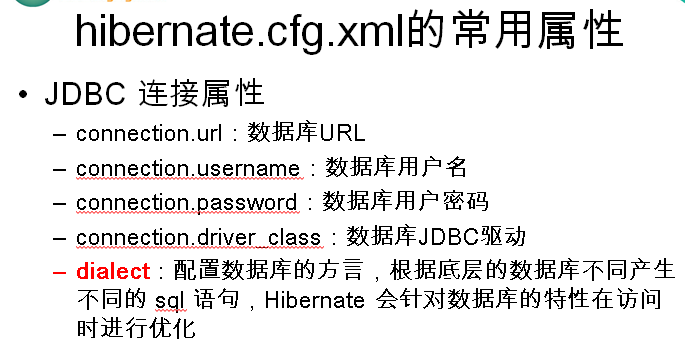 hibernate.cfg.xml的常用属性
• JDBC 连接属性
– connection.url：数据库URL
– connection.username：数据库用户名
– connection.password：数据库用户密码
– connection.driver_class：数据库JDBC驱动
– dialect：配置数据库的方言，根据底层的数据库不同产生
不同的 sql 语句，Hibernate 会针对数据库的特性在访问
时进行优化